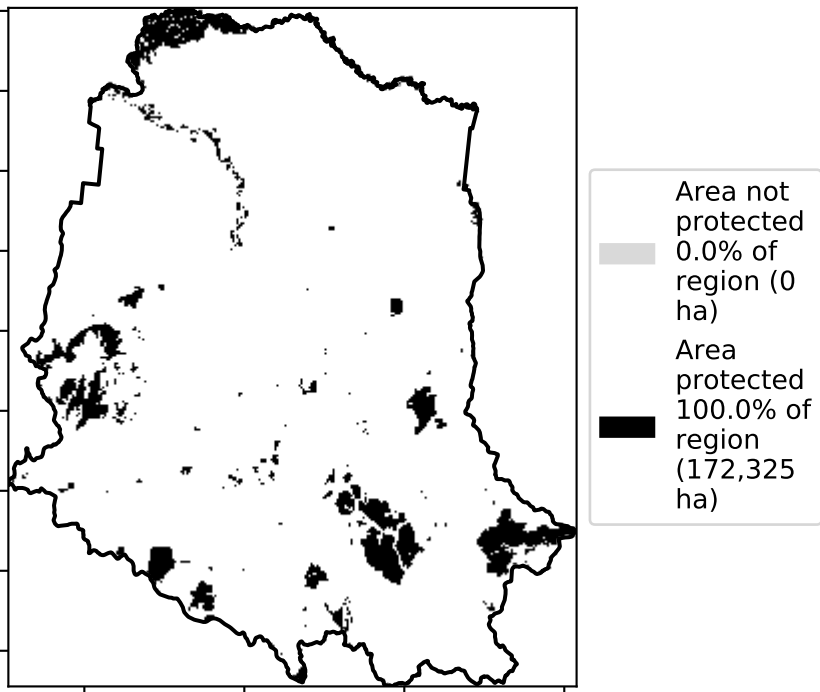 Area not
protected
0.0% of
region (0
ha)
Area
protected
100.0% of
region
(172,325
ha)